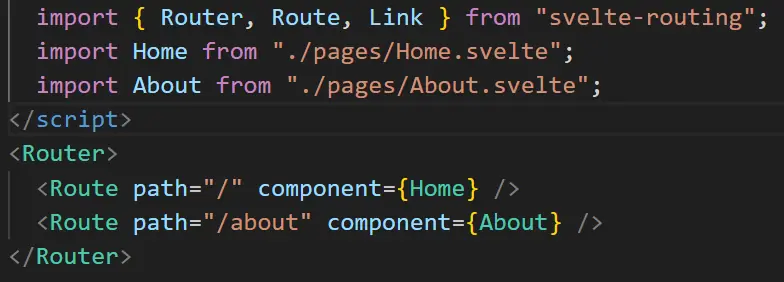 import { Router, Route, Link } from "svelte-routing";
import Home from "./pages/Home.svelte";
import About from "./pages/About.svelte";
</script>
<Router>
<Route path="/" component={Home} />
<Route path="/about" component={About} />
</Router>